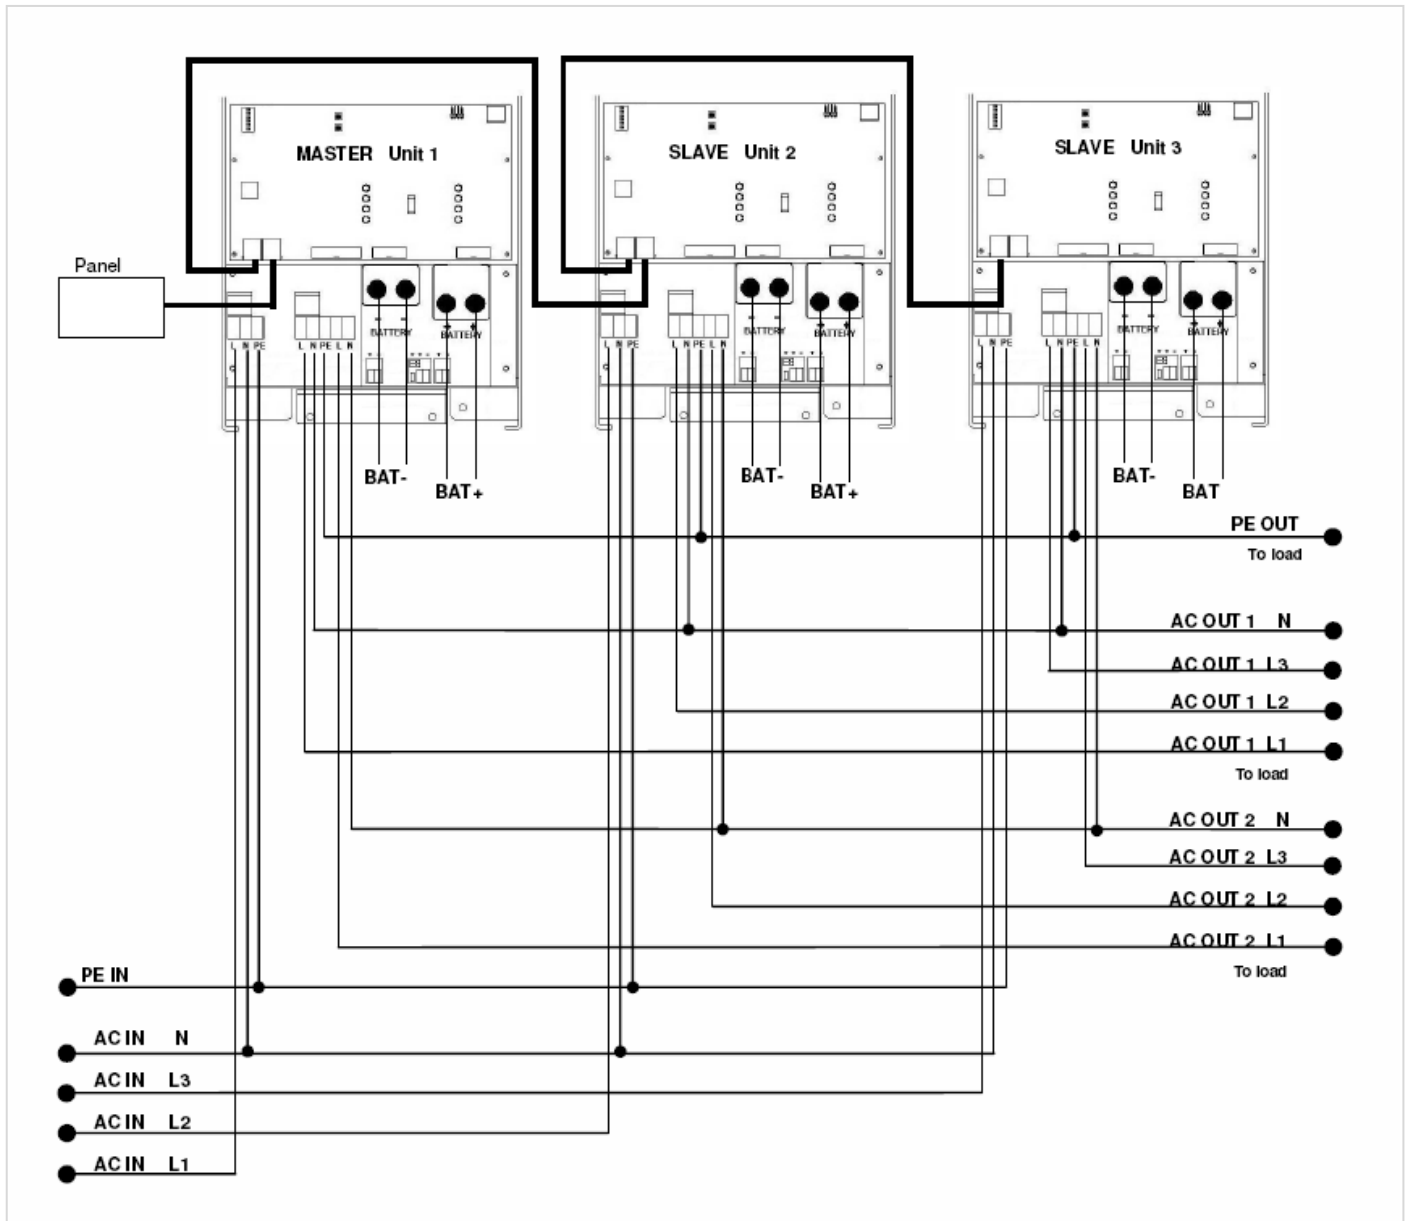 MASTER Unit 1
SLAVE Unit 2
SLAVE Unit 3
Panel
BATTERY
BATTERY
BATTERY
BATTERY
BATTERY
BATTERY
L N PE
L N PE L N
L N PE
L N PE L N
L N PE
L N PE L N
BAT-
BAT+
BAT-
BAT+
BAT-
BAT
PE OUT
To load
AC OUT 1 N
AC OUT 1 L3
AC OUT 1 L2
AC OUT 1 L1
To load
AC OUT 2 N
AC OUT 2 L3
AC OUT 2 L2
AC OUT 2 L1
To load
PE IN
AC IN N
AC IN L3
AC IN L2
AC IN L1